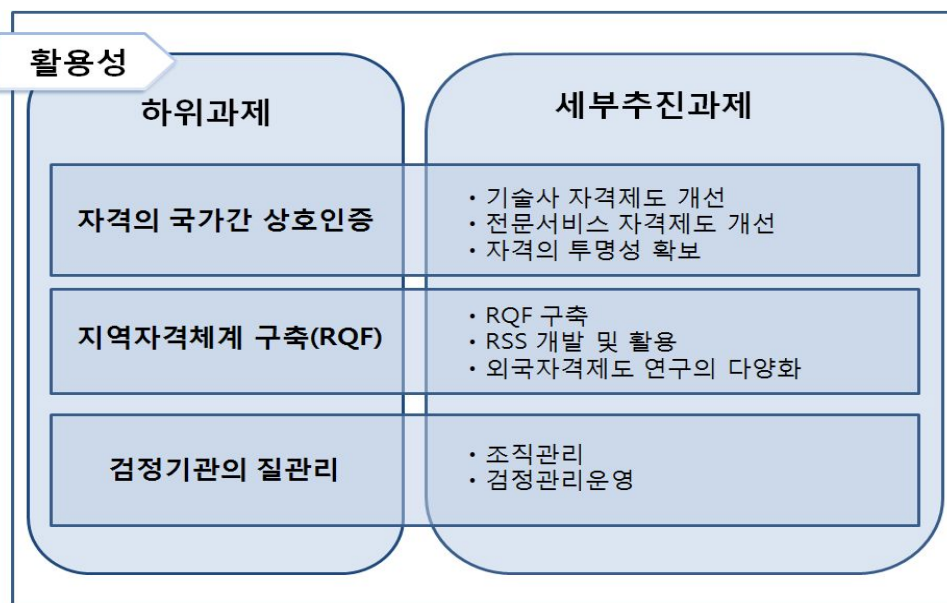 활용성
하위과제
세부추진과제
자격의 국가간 상호인증
• 기술사 자격제도 개선
• 전문서비스 자격제도 개선
• 자격의 투명성 확보
지역자격체계 구축(RQF)
• RQF 구축
• RSS 개발 및 활용
• 외국자격제도 연구의 다양화
검정기관의 질관리
• 조직관리
• 검정관리운영